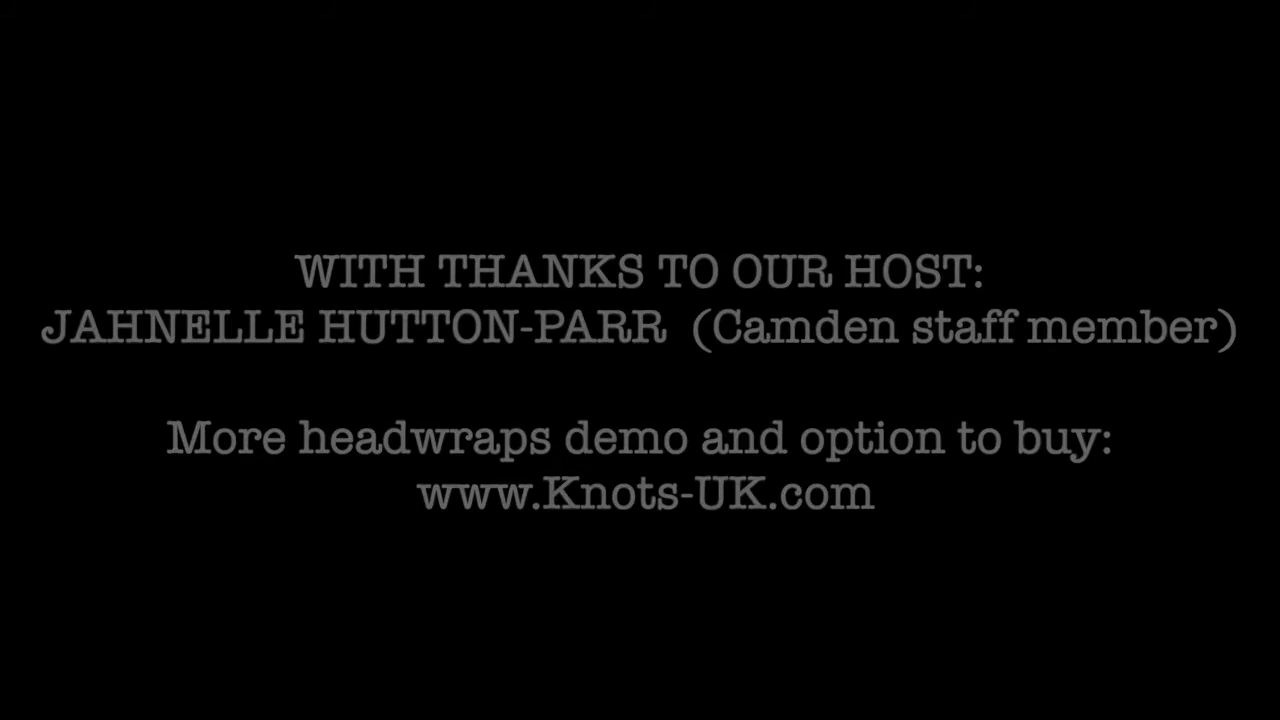 WITH THANKS TO OUR HOST:
JAHNELLE HUTTON-PARR (Camden staff member)
More headwraps demo and option to buy:
www.Knots-UK.com